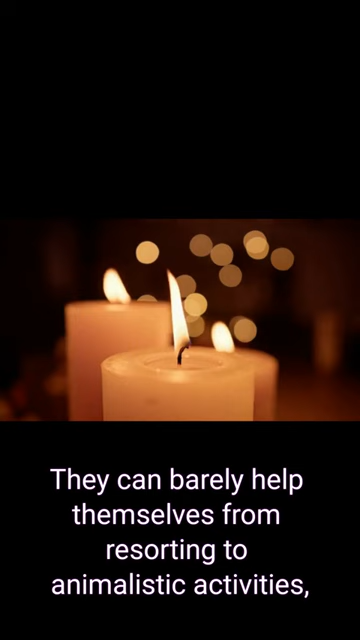 They can barely help
themselves from
resorting to
animalistic activities,